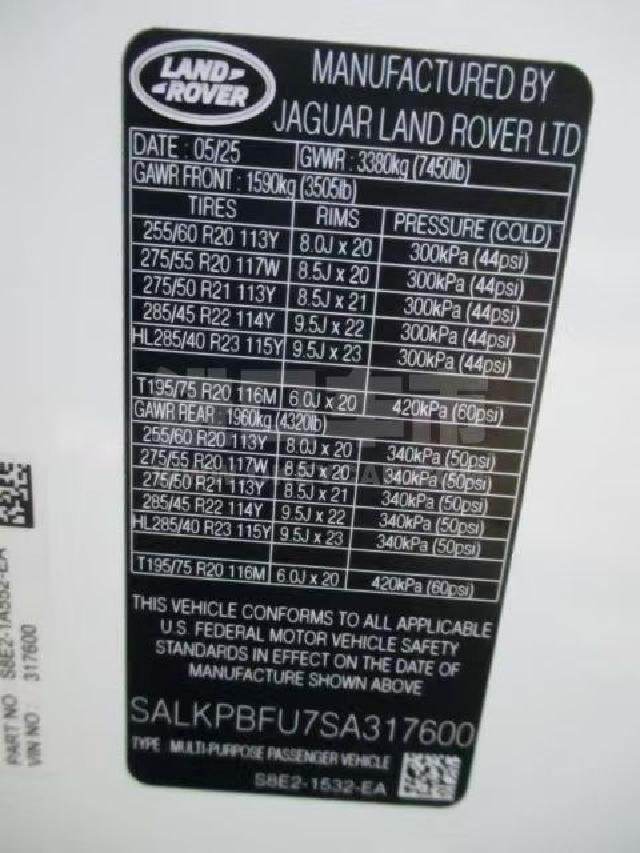 LAND
ROVER
MANUFACTURED BY
JAGUAR LAND ROVER LTD
DATE : 05/25 GVWR : 3380kg (7450lb)
GAWR FRONT : 1590kg (3505lb)
TIRES RIMS PRESSURE (COLD)
255/60 R20 113Y 8.0J x 20 300kPa (44psi)
275/55 R20 117W 8.5J x 20 300kPa (44psi)
275/50 R21 113Y 8.5J x 21 300kPa (44psi)
285/45 R22 114Y 9.5J x 22 300kPa (44psi)
HL285/40 R23 115Y 9.5J x 23 300kPa (44psi)
T195/75 R20 116M 6.0J x 20 420kPa (60psi)
GAWR REAR : 1960kg (4320lb)
255/60 R20 113Y 8.0J x 20 340kPa (50psi)
275/55 R20 117W 8.5J x 20 340kPa (50psi)
275/50 R21 113Y 8.5J x 21 340kPa (50psi)
285/45 R22 114Y 9.5J x 22 340kPa (50psi)
HL285/40 R23 115Y 9.5J x 23 340kPa (50psi)
T195/75 R20 116M 6.0J x 20 420kPa (60psi)
THIS VEHICLE CONFORMS TO ALL APPLICABLE
U.S. FEDERAL MOTOR VEHICLE SAFETY
STANDARDS IN EFFECT ON THE DATE OF
MANUFACTURE SHOWN ABOVE
SALKPBFU7SA317600
TYPE : MULTI-PURPOSE PASSENGER VEHICLE
S8E2-1532-EA
PART NO S8E2-1A552-EA
VIN NO : 317600